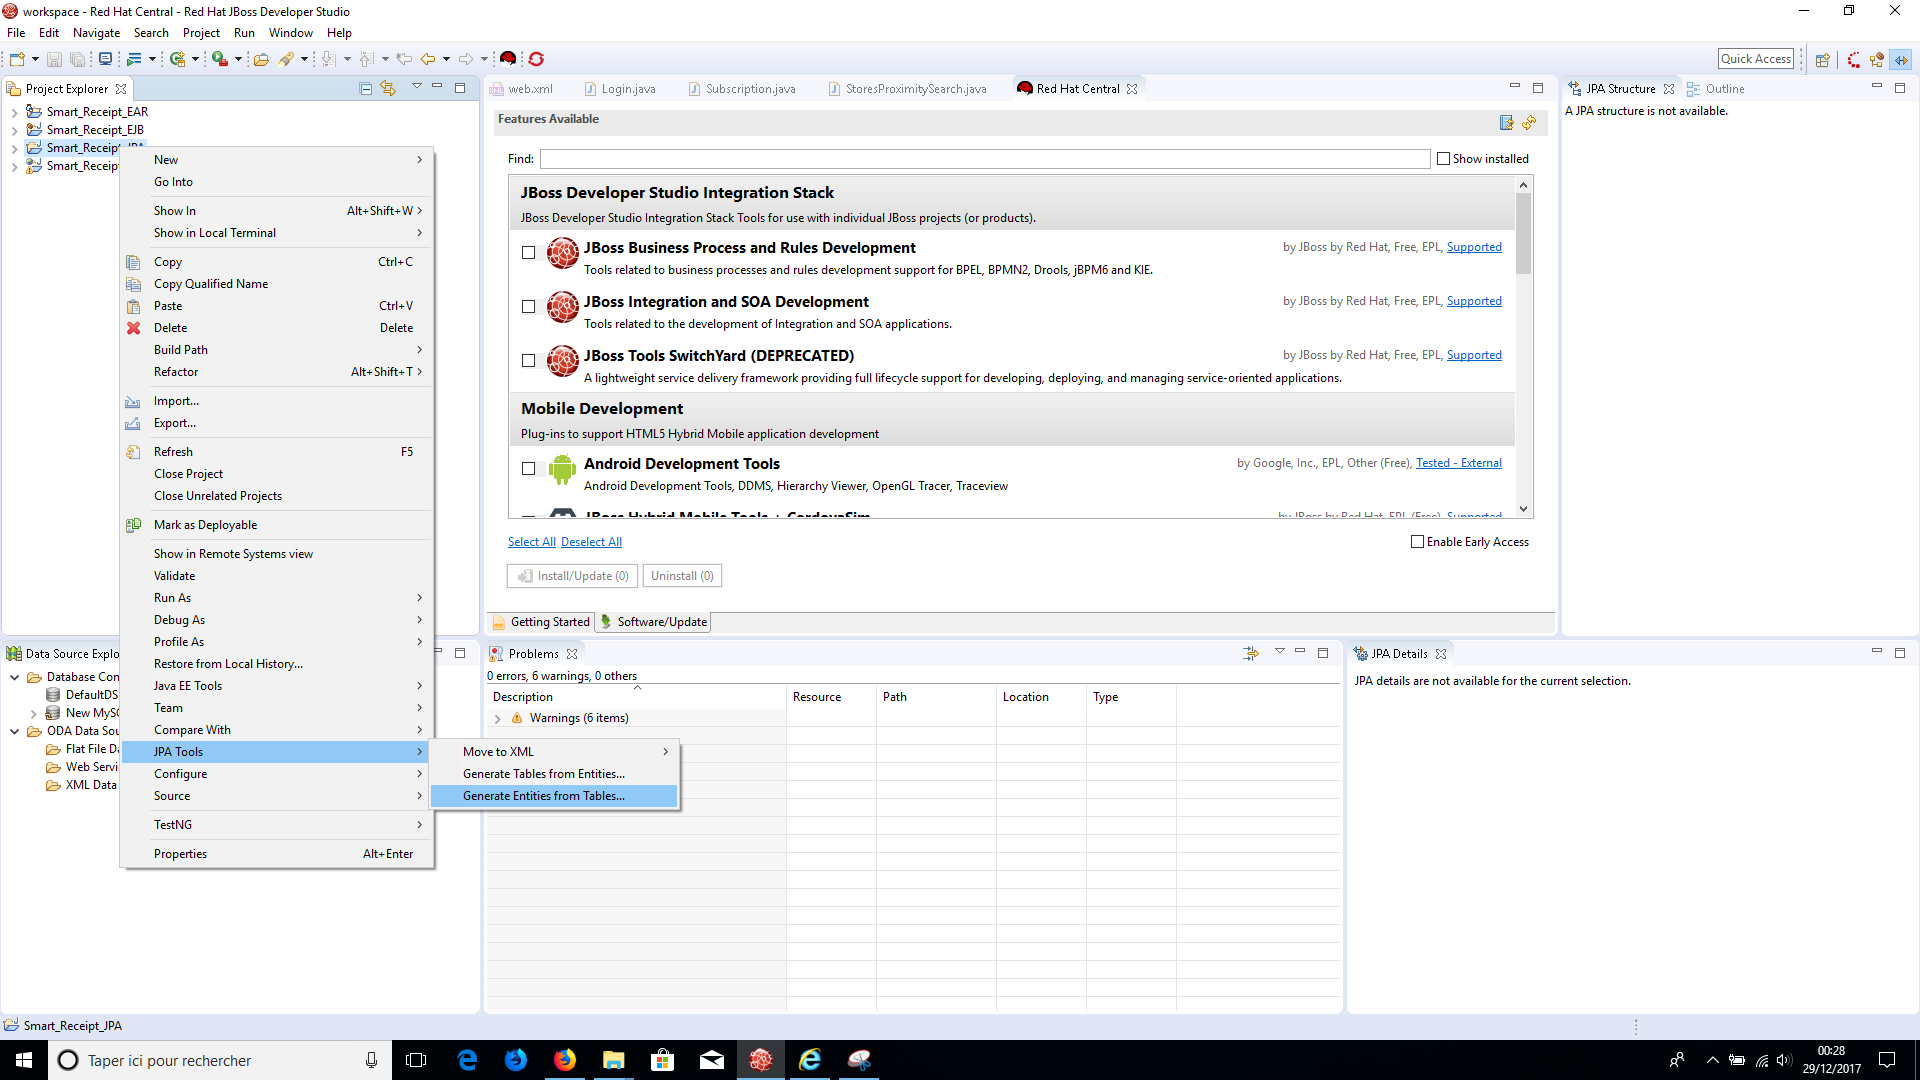 workspace - Red Hat Central - Red Hat JBoss Developer Studio
File Edit Navigate Search Project Run Window Help
Quick Access
Project Explorer
Smart_Receipt_EAR
Smart_Receipt_EJB
Smart_Receipt_JPA
Smart_Receipt
New
Go Into
Show In Alt+Shift+W
Show in Local Terminal
Copy Ctrl+C
Copy Qualified Name
Paste Ctrl+V
Delete Delete
Build Path
Refactor Alt+Shift+T
Import...
Export...
Refresh F5
Close Project
Close Unrelated Projects
Mark as Deployable
Show in Remote Systems view
Validate
Run As
Debug As
Profile As
Restore from Local History...
Java EE Tools
Team
Compare With
JPA Tools
Configure
Source
TestNG
Properties Alt+Enter
Move to XML
Generate Tables from Entities...
Generate Entities from Tables...
web.xml Login.java Subscription.java StoresProximitySearch.java Red Hat Central
Features Available
Find: Show installed
JBoss Developer Studio Integration Stack
JBoss Developer Studio Integration Stack Tools for use with individual JBoss projects (or products).
JBoss Business Process and Rules Development by JBoss by Red Hat, Free, EPL, Supported
Tools related to business processes and rules development support for BPEL, BPMN2, Drools, jBPM6 and KIE.
JBoss Integration and SOA Development by JBoss by Red Hat, Free, EPL, Supported
Tools related to the development of Integration and SOA applications.
JBoss Tools SwitchYard (DEPRECATED) by JBoss by Red Hat, Free, EPL, Supported
A lightweight service delivery framework providing full lifecycle support for developing, deploying, and managing service-oriented applications.
Mobile Development
Plug-ins to support HTML5 Hybrid Mobile application development
Android Development Tools by Google, Inc., EPL, Other (Free), Tested - External
Android Development Tools, DDMS, Hierarchy Viewer, OpenGL Tracer, Traceview
JBoss Hybrid Mobile Tools + CordovaSim by JBoss by Red Hat, EPL (Free), Supported
Select All Deselect All Enable Early Access
Install/Update (0) Uninstall (0)
Getting Started Software/Update
JPA Structure Outline
A JPA structure is not available.
Data Source Explo
Database Con
DefaultDS
New MySQ
ODA Data Sou
Flat File Da
Web Servi
XML Data
Problems
0 errors, 6 warnings, 0 others
Description Resource Path Location Type
Warnings (6 items)
JPA Details
JPA details are not available for the current selection.
Smart_Receipt_JPA
Taper ici pour rechercher
00:28
29/12/2017